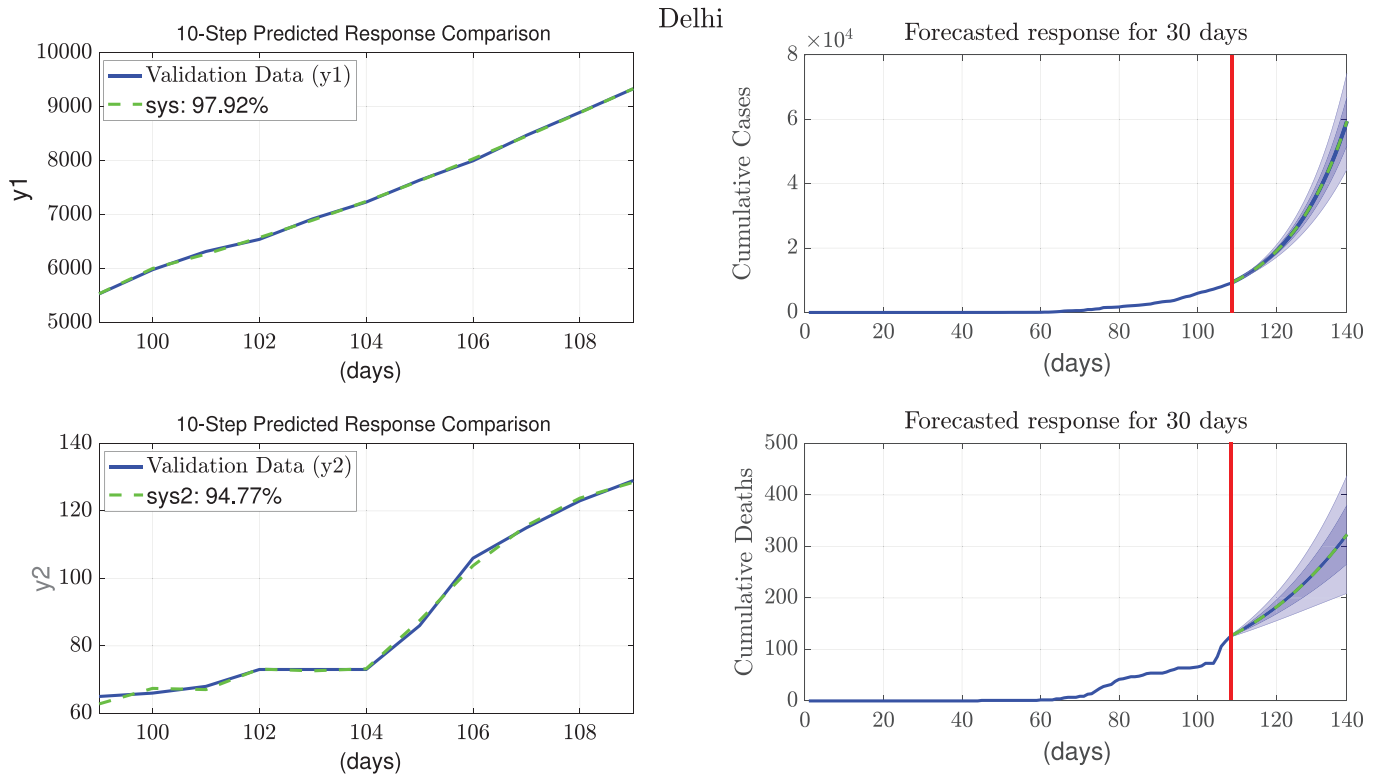 Delhi
10-Step Predicted Response Comparison
10000
9000
8000
7000
6000
5000
y1
Validation Data (y1)
sys: 97.92%
100 102 104 106 108
(days)
Forecasted response for 30 days
×10⁴
8
6
4
2
0
Cumulative Cases
0 20 40 60 80 100 120 140
(days)
10-Step Predicted Response Comparison
140
120
100
80
60
y2
Validation Data (y2)
sys2: 94.77%
100 102 104 106 108
(days)
Forecasted response for 30 days
500
400
300
200
100
0
Cumulative Deaths
0 20 40 60 80 100 120 140
(days)